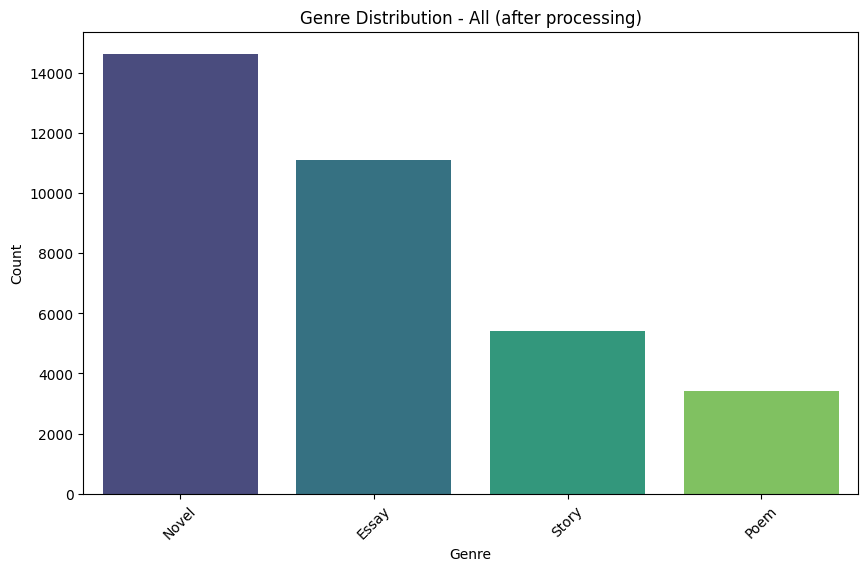 Genre Distribution - All (after processing)
14000
12000
10000
8000
6000
4000
2000
0
Count
Novel
Essay
Story
Poem
Genre